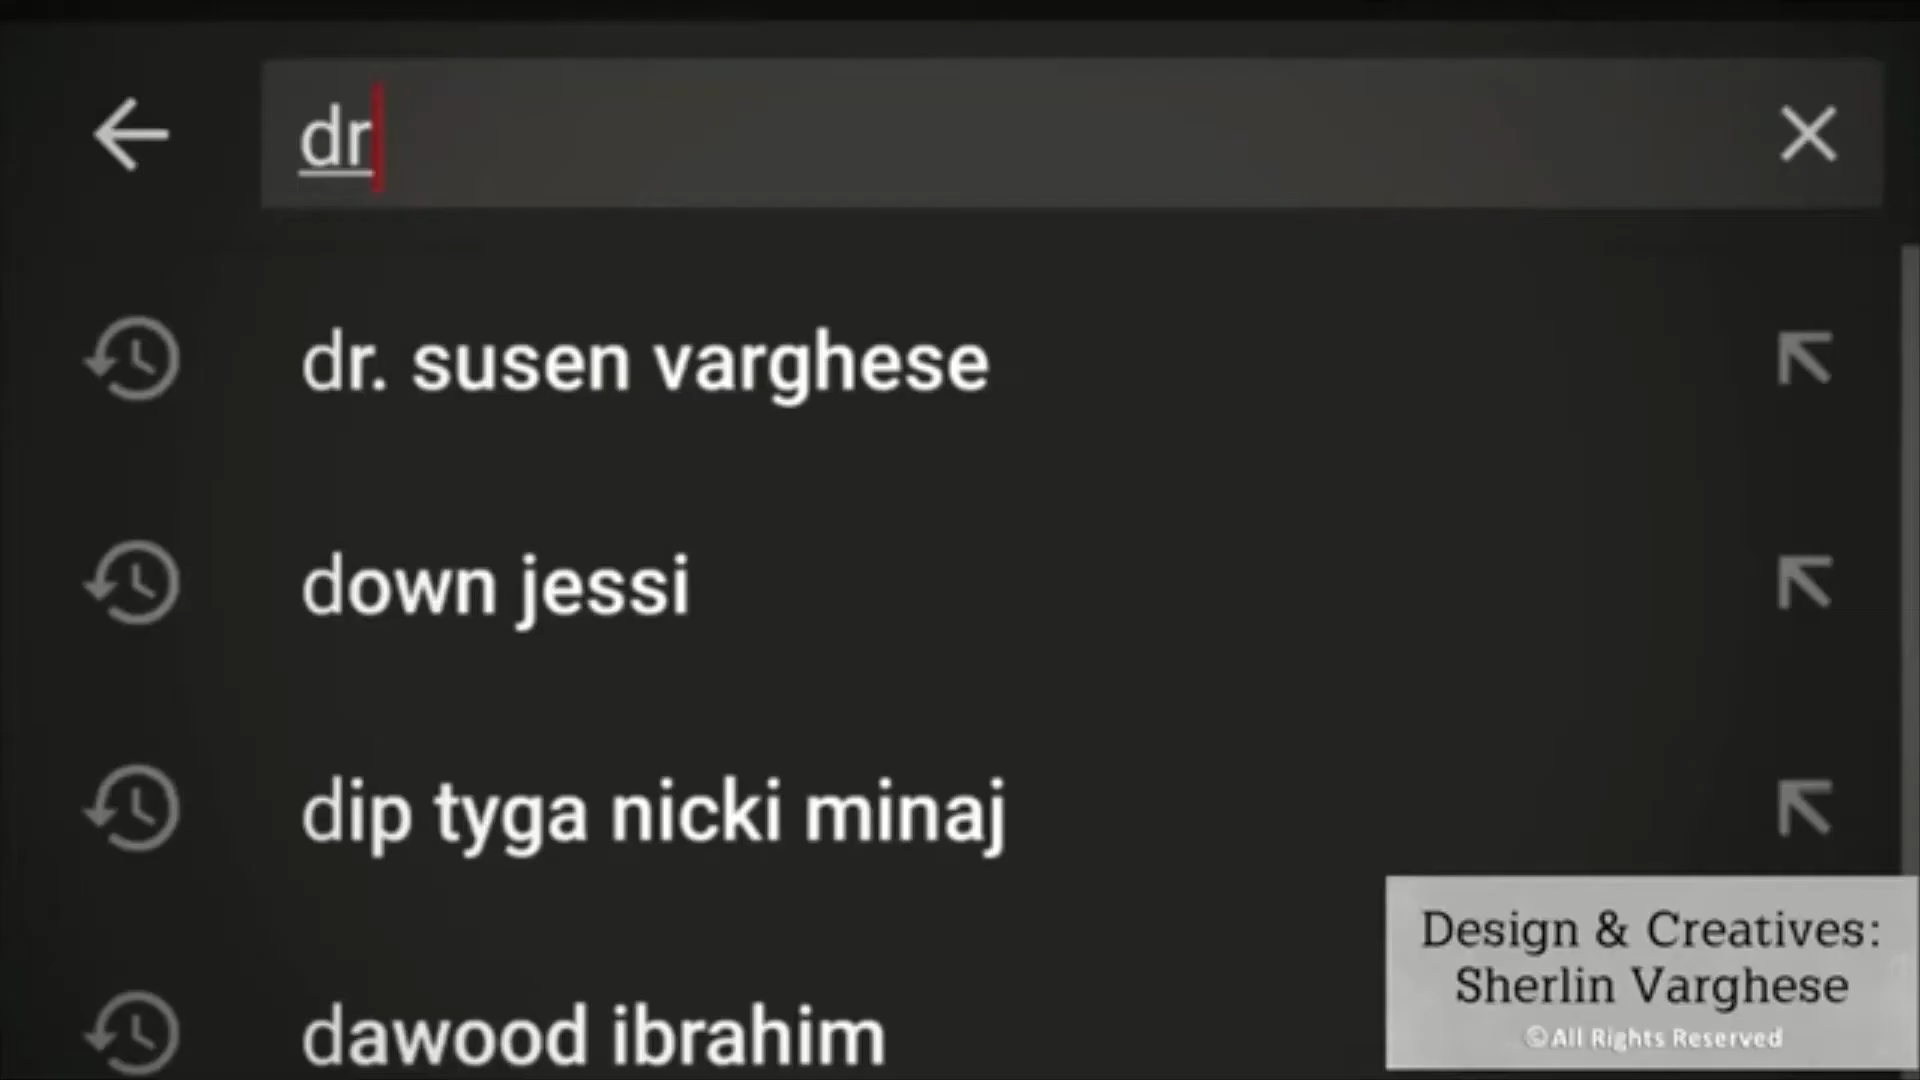 dr
dr. susen varghese
down jessi
dip tyga nicki minaj
dawood ibrahim
Design & Creatives:
Sherlin Varghese
©All Rights Reserved